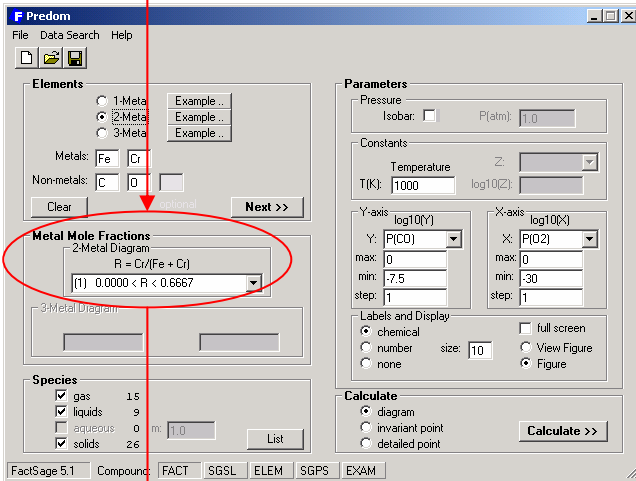 Predom
File Data Search Help
Elements
1-Metal Example ..
2-Metal Example ..
3-Metal Example ..
Metals: Fe Cr
Non-metals: C O
optional
Clear Next >>
Metal Mole Fractions
2-Metal Diagram
R = Cr/(Fe + Cr)
(1) 0.0000 < R < 0.6667
3-Metal Diagram
Species
gas 15
liquids 9
aqueous 0 m: 1.0
solids 26
List
Parameters
Pressure
Isobar: P(atm): 1.0
Constants
Temperature
T(K): 1000
Z:
log10(Z):
Y-axis
log10(Y)
Y: P(CO)
max: 0
min: -7.5
step: 1
X-axis
log10(X)
X: P(O2)
max: 0
min: -30
step: 1
Labels and Display
chemical
number
none
size: 10
full screen
View Figure
Figure
Calculate
diagram
invariant point
detailed point
Calculate >>
FactSage 5.1 Compound: FACT SGSL ELEM SGPS EXAM